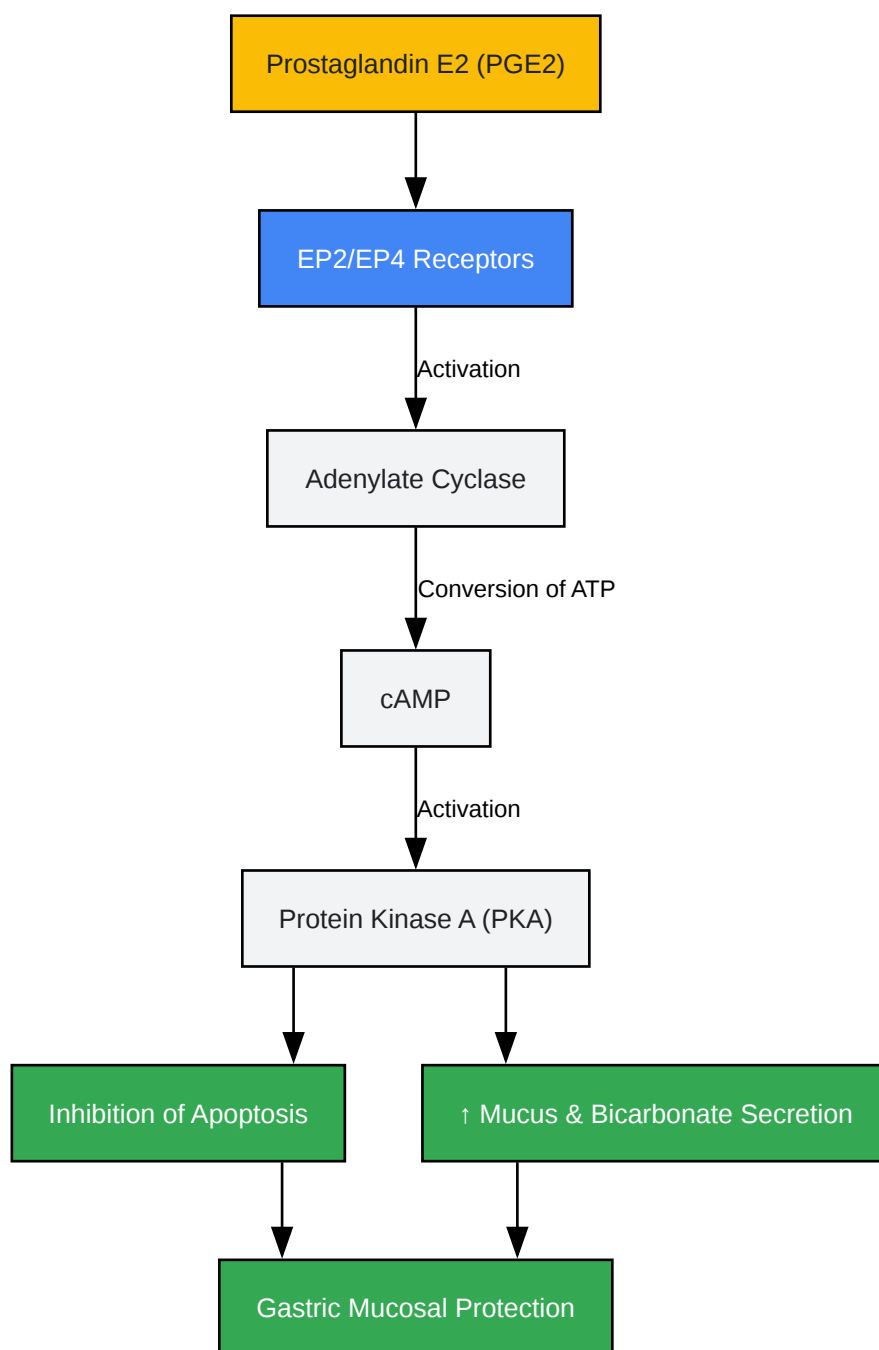 Prostaglandin E2 (PGE2)
EP2/EP4 Receptors
Activation
Adenylate Cyclase
Conversion of ATP
cAMP
Activation
Protein Kinase A (PKA)
Inhibition of Apoptosis
↑ Mucus & Bicarbonate Secretion
Gastric Mucosal Protection